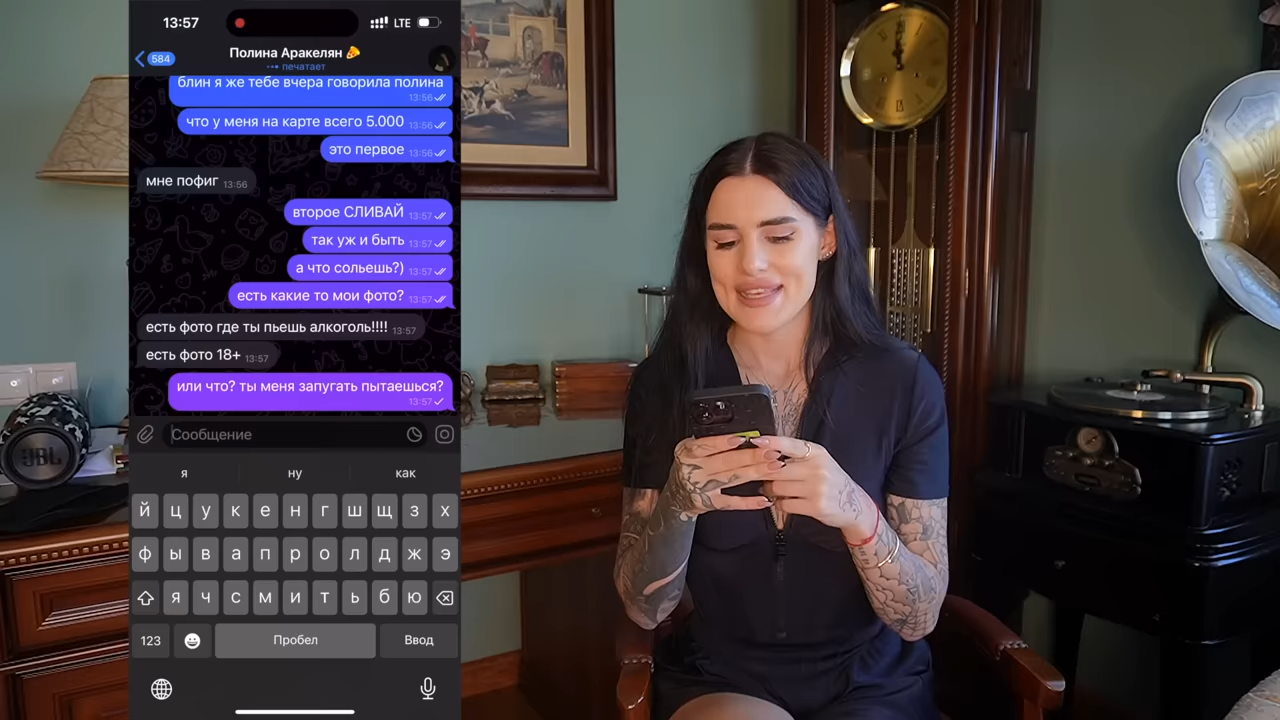 13:57
LTE
584
Полина Аракелян 🍕
печатает
блин я же тебе вчера говорила полина
13:56
что у меня на карте всего 5.000 13:56
это первое 13:56
мне пофиг 13:56
второе СЛИВАЙ 13:57
так уж и быть 13:57
а что сольешь?) 13:57
есть какие то мои фото? 13:57
есть фото где ты пьешь алкоголь!!!! 13:57
есть фото 18+ 13:57
или что? ты меня запугать пытаешься?
13:57
Сообщение
я ну как
й ц у к е н г ш щ з х
ф ы в а п р о л д ж э
я ч с м и т ь б ю
123 Пробел Ввод
JBL